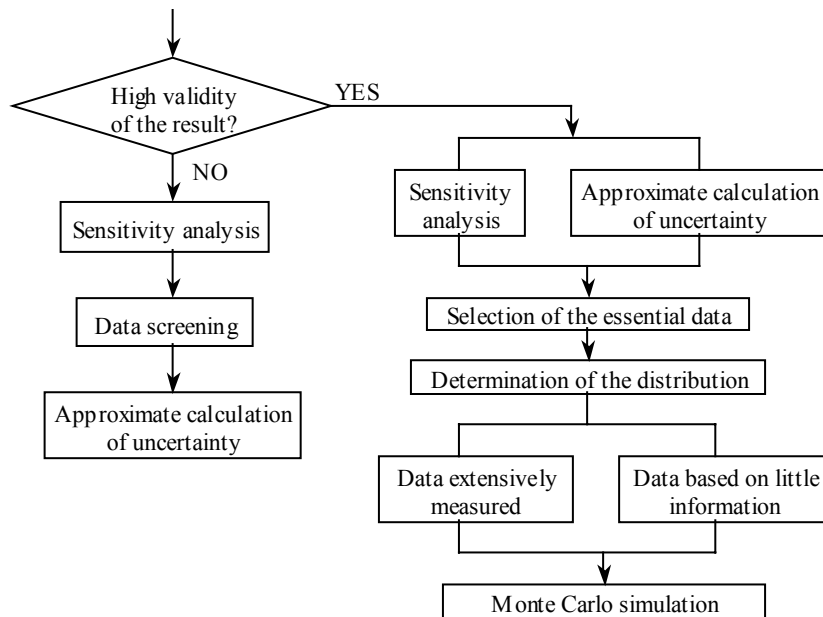 High validity
of the result?
YES
NO
Sensitivity analysis
Data screening
Approximate calculation
of uncertainty
Sensitivity
analysis
Approximate calculation
of uncertainty
Selection of the essential data
Determination of the distribution
Data extensively
measured
Data based on little
information
Monte Carlo simulation